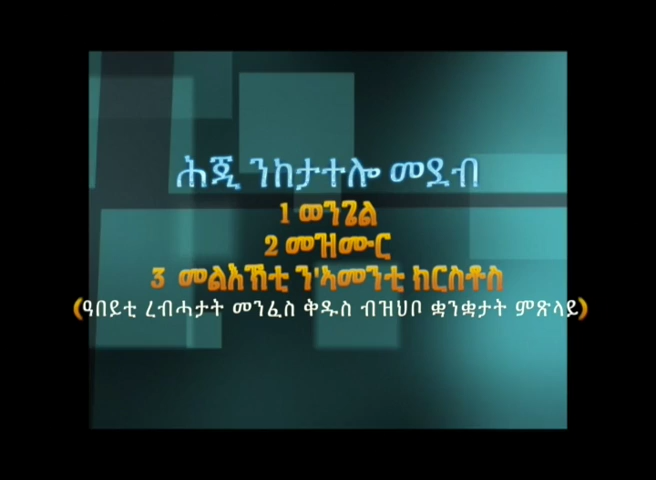 ሕጂ ንከታተሎ መደብ
1 ወንጌል
2 መዝሙር
3 መልእኽቲ ን'ኣመንቲ ክርስቶስ
(ዓበይቲ ረብሓታት መንፈስ ቅዱስ ብዝህቦ ቋንቋታት ምጽላይ)